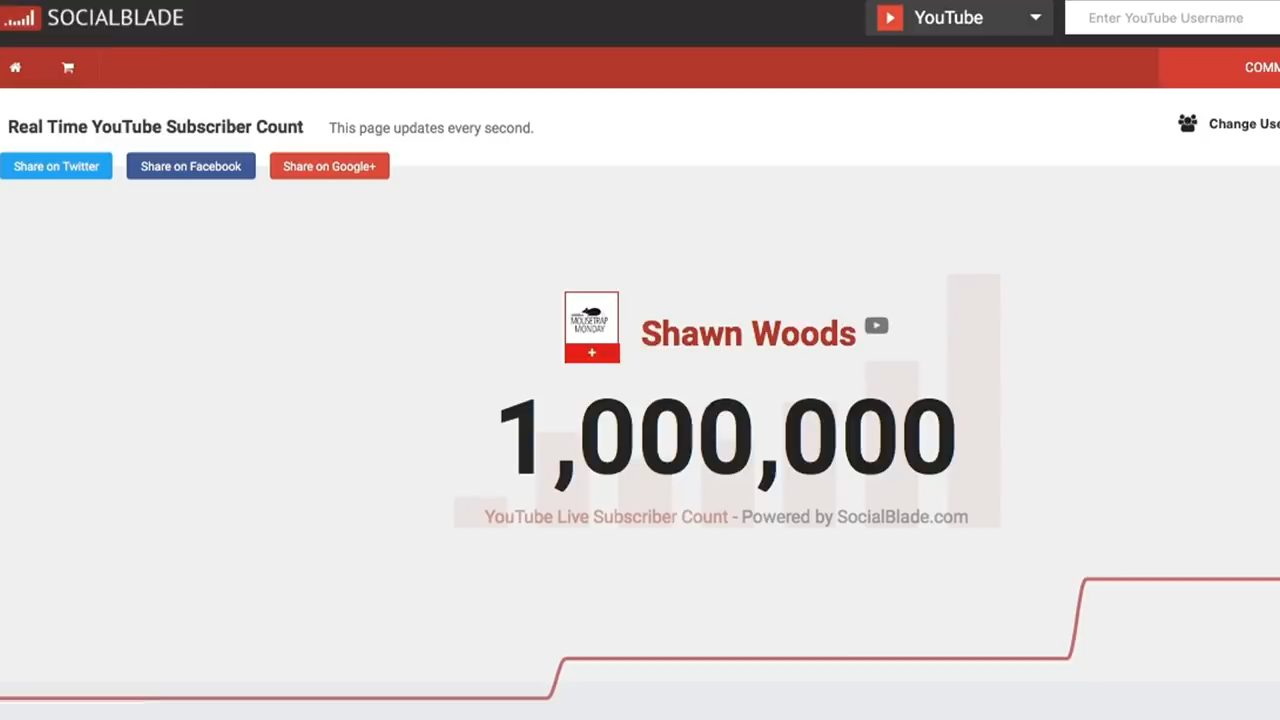 SOCIALBLADE
YouTube
Enter YouTube Username
COMM
Real Time YouTube Subscriber Count
This page updates every second.
Change Use
Share on Twitter
Share on Facebook
Share on Google+
MOUSETRAP
MONDAY
+
Shawn Woods
1,000,000
YouTube Live Subscriber Count - Powered by SocialBlade.com